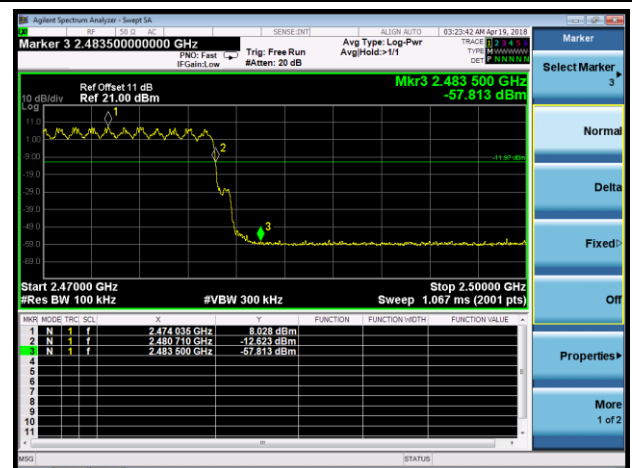 Agilent Spectrum Analyzer - Swept SA
RF 50 Ω AC SENSE:INT ALIGN AUTO 03:23:42 AM Apr 19, 2018
Marker 3 2.483500000000 GHz
PNO: Fast
IFGain:Low
Trig: Free Run
#Atten: 20 dB
Avg Type: Log-Pwr
Avg|Hold:>1/1
TRACE 1 2 3 4 5 6
TYPE M W W W W W
DET P N N N N N
Marker
Select Marker
3
Normal
Delta
Fixed
Off
Properties
More
1 of 2
Ref Offset 11 dB
10 dB/div Ref 21.00 dBm
Log
Mkr3 2.483 500 GHz
-57.813 dBm
11.0
1.00
-9.00
-19.0
-29.0
-39.0
-49.0
-59.0
-69.0
1
2
3
-11.97 dBm
Start 2.47000 GHz Stop 2.50000 GHz
#Res BW 100 kHz #VBW 300 kHz Sweep 1.067 ms (2001 pts)
MKR MODE TRC SCL X Y FUNCTION FUNCTION WIDTH FUNCTION VALUE
1 N 1 f 2.474 035 GHz 8.028 dBm
2 N 1 f 2.480 710 GHz -12.623 dBm
3 N 1 f 2.483 500 GHz -57.813 dBm
4
5
6
7
8
9
10
11
MSG STATUS